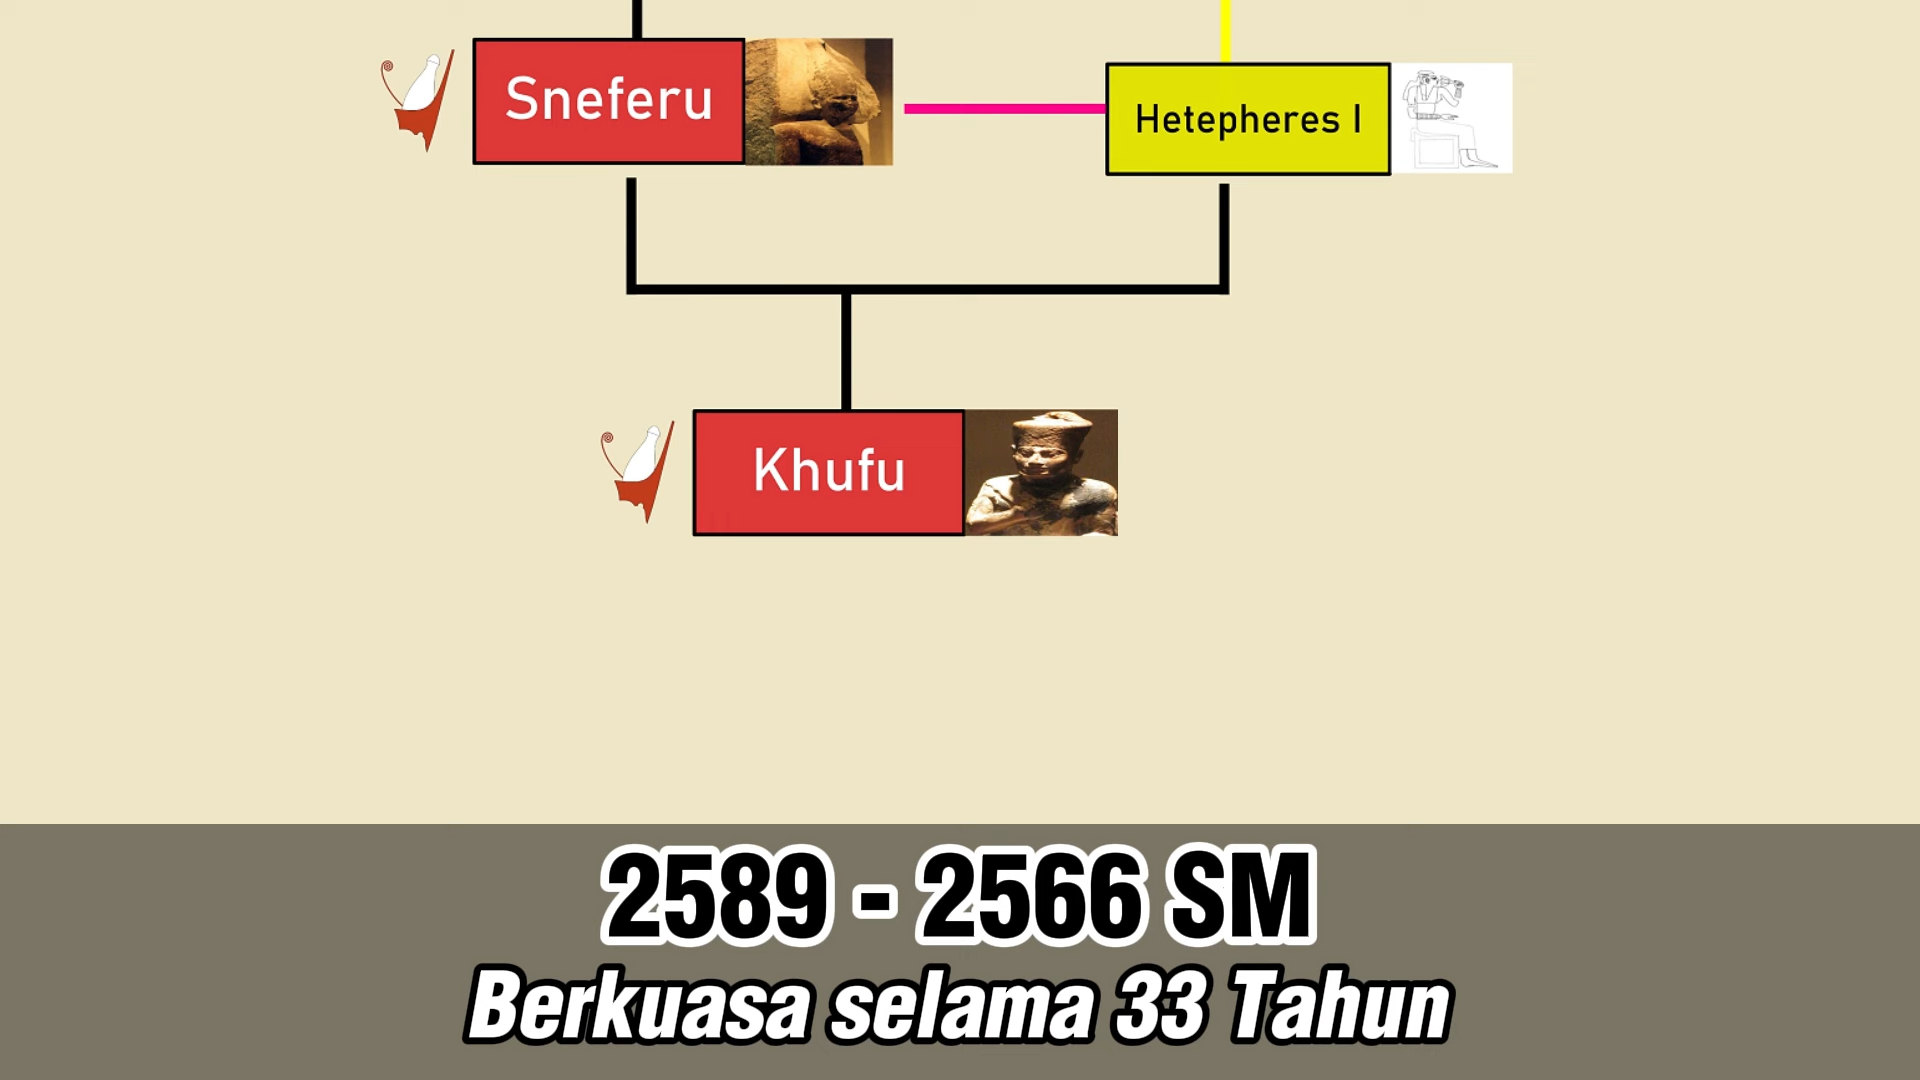 Sneferu
Hetepheres I
Khufu
2589 - 2566 SM
Berkuasa selama 33 Tahun